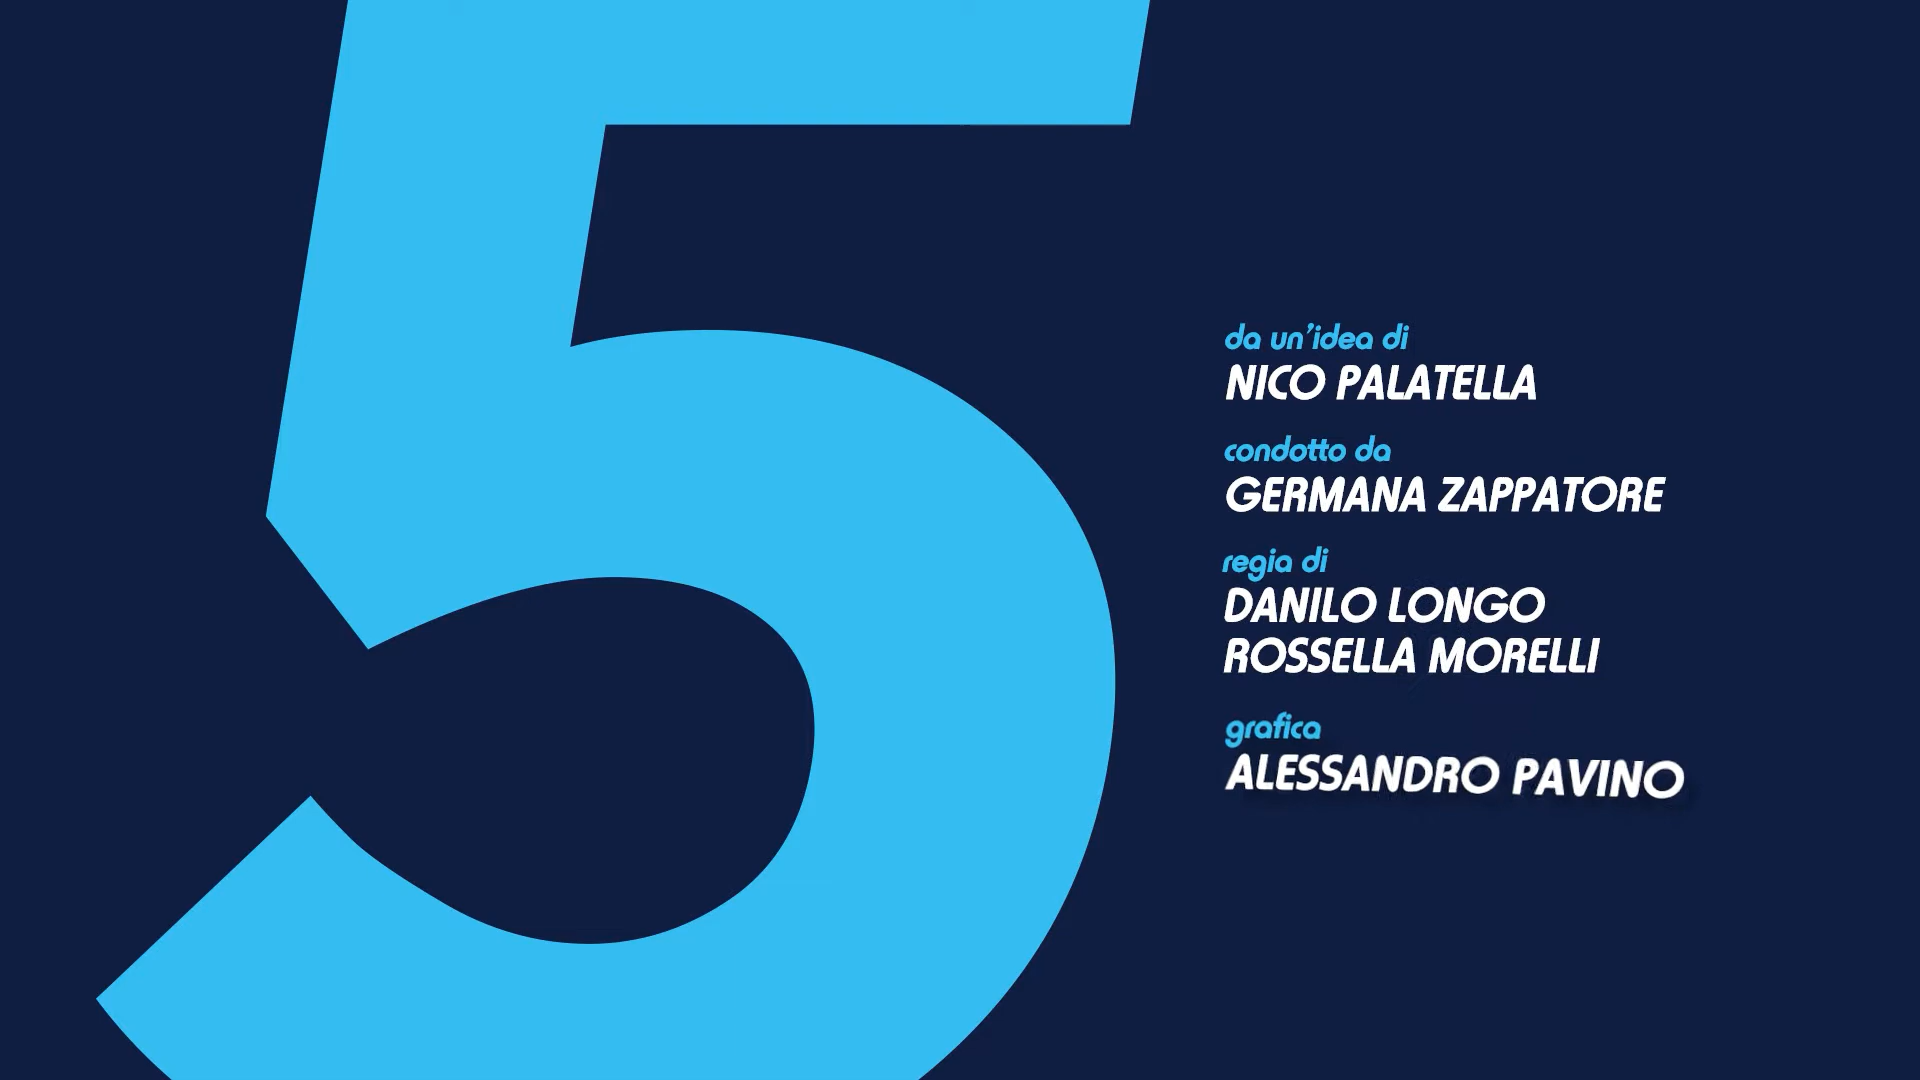 5
da un'idea di
NICO PALATELLA
condotto da
GERMANA ZAPPATORE
regia di
DANILO LONGO
ROSSELLA MORELLI
grafica
ALESSANDRO PAVINO